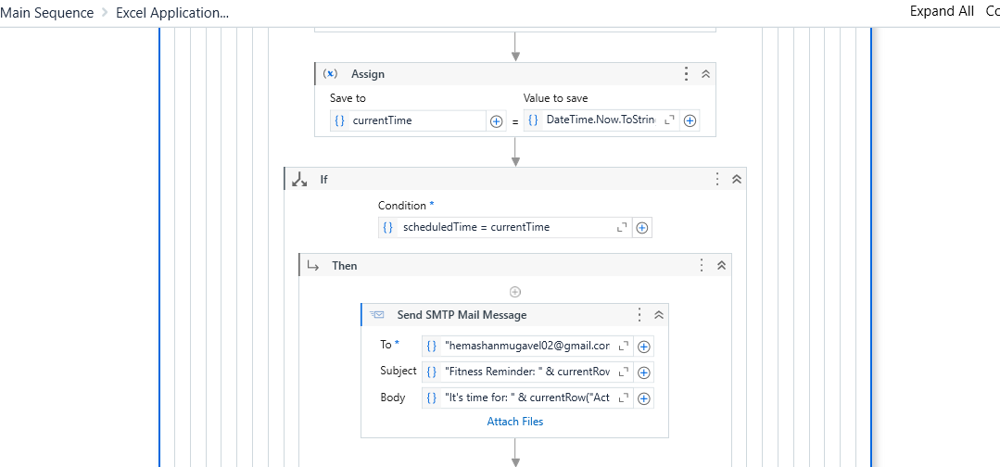 Main Sequence > Excel Application... Expand All Co
(x) Assign
Save to Value to save
{} currentTime = {} DateTime.Now.ToStrin
If
Condition *
{} scheduledTime = currentTime
Then
Send SMTP Mail Message
To * {} "hemashanmugavel02@gmail.cor
Subject {} "Fitness Reminder: " & currentRov
Body {} "It's time for: " & currentRow("Act
Attach Files